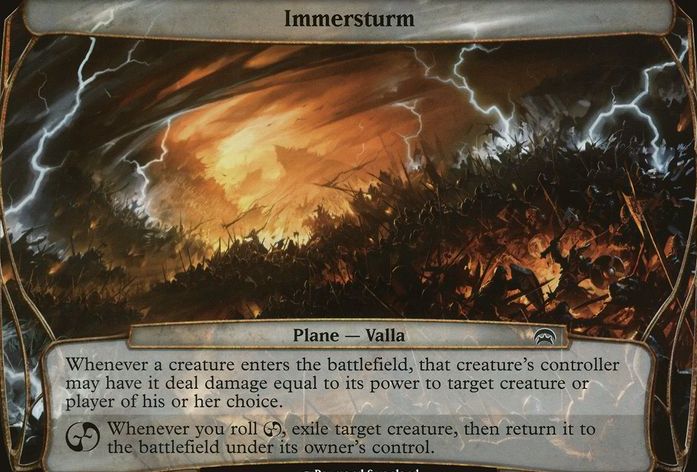 Immersturm
Plane — Valla
Whenever a creature enters the battlefield, that creature's controller
may have it deal damage equal to its power to target creature or
player of his or her choice.
Whenever you roll , exile target creature, then return it to
the battlefield under its owner's control.